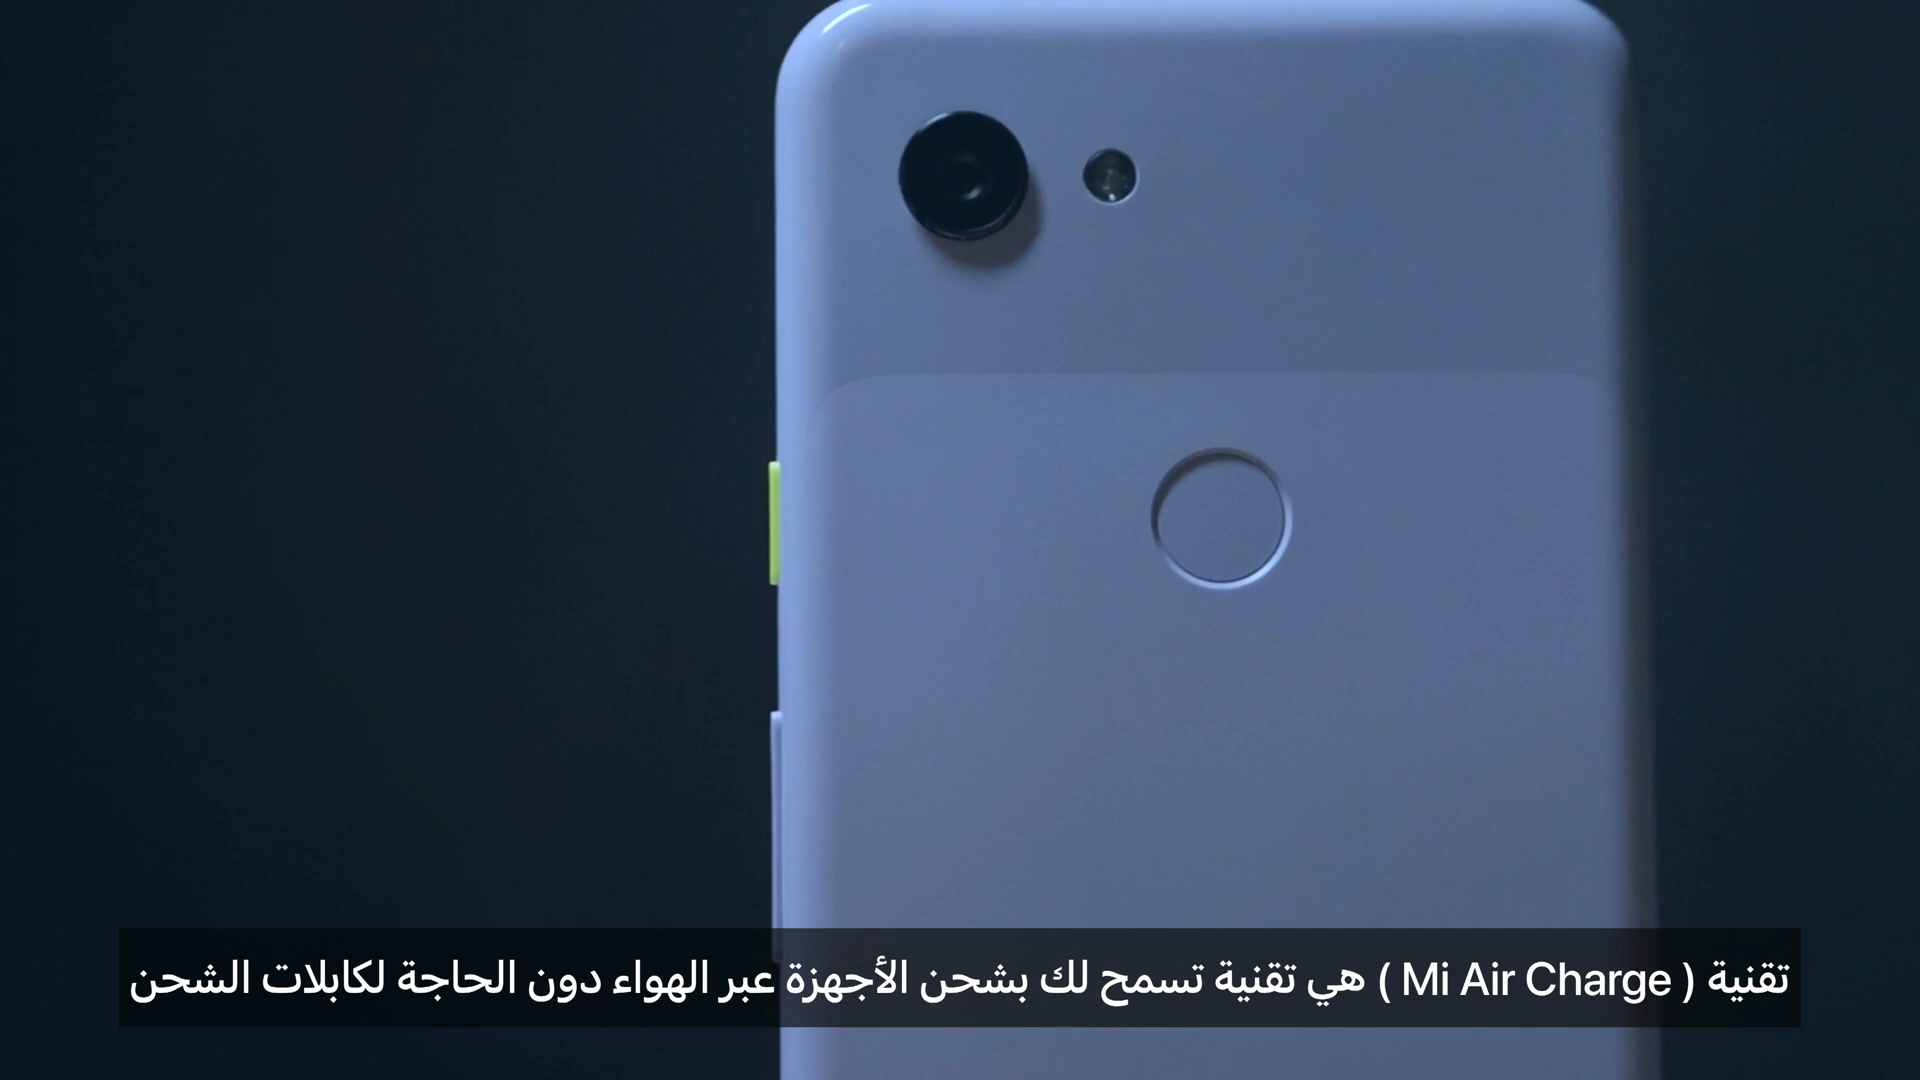 تقنية ( Mi Air Charge ) هي تقنية تسمح لك بشحن الأجهزة عبر الهواء دون الحاجة لكابلات الشحن